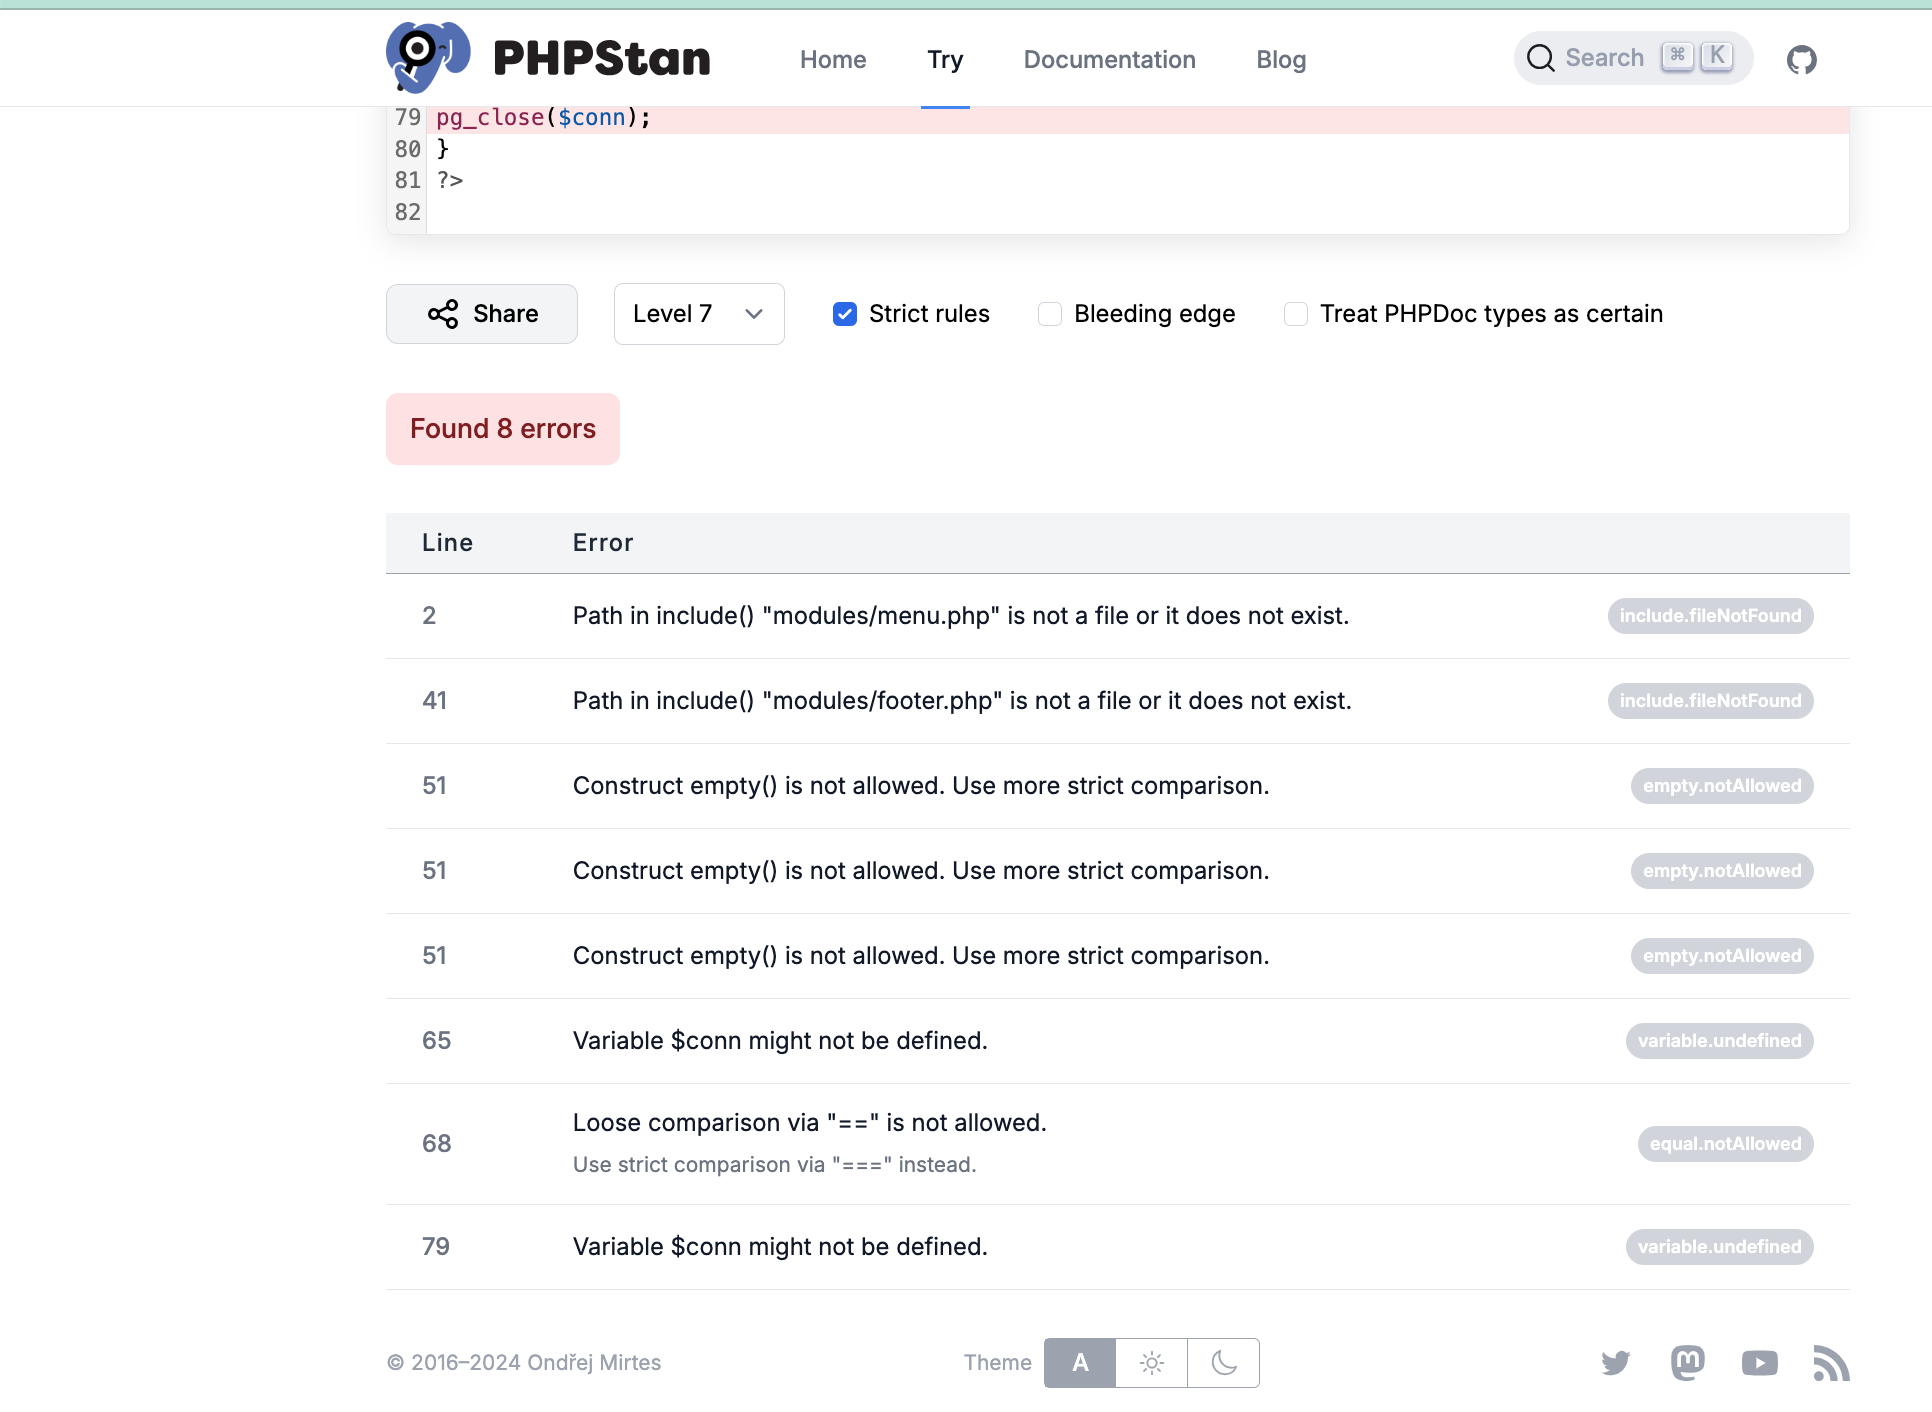 PHPStan
Home
Try
Documentation
Blog
Search ⌘ K
79 pg_close($conn);
80 }
81 ?>
82
Share
Level 7
Strict rules
Bleeding edge
Treat PHPDoc types as certain
Found 8 errors
Line Error
2 Path in include() "modules/menu.php" is not a file or it does not exist. include.fileNotFound
41 Path in include() "modules/footer.php" is not a file or it does not exist. include.fileNotFound
51 Construct empty() is not allowed. Use more strict comparison. empty.notAllowed
51 Construct empty() is not allowed. Use more strict comparison. empty.notAllowed
51 Construct empty() is not allowed. Use more strict comparison. empty.notAllowed
65 Variable $conn might not be defined. variable.undefined
68 Loose comparison via "==" is not allowed. equal.notAllowed
Use strict comparison via "===" instead.
79 Variable $conn might not be defined. variable.undefined
© 2016–2024 Ondřej Mirtes
Theme A